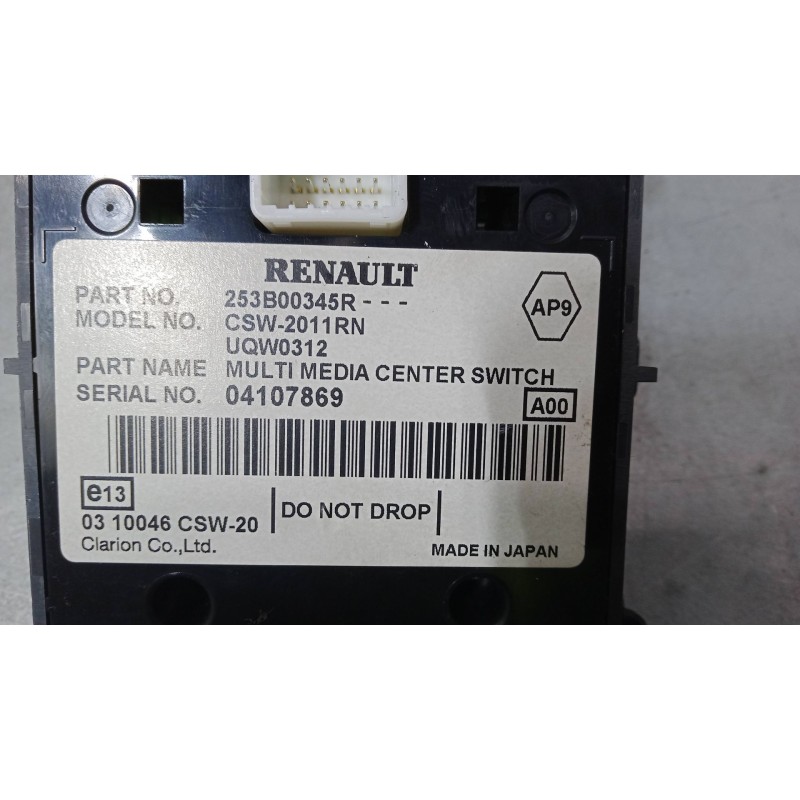 RENAULT
PART NO. 253B00345R---
MODEL NO. CSW-2011RN
UQW0312
AP9
PART NAME MULTI MEDIA CENTER SWITCH
SERIAL NO. 04107869
A00
e13
03 10046 CSW-20
DO NOT DROP
Clarion Co.,Ltd.
MADE IN JAPAN